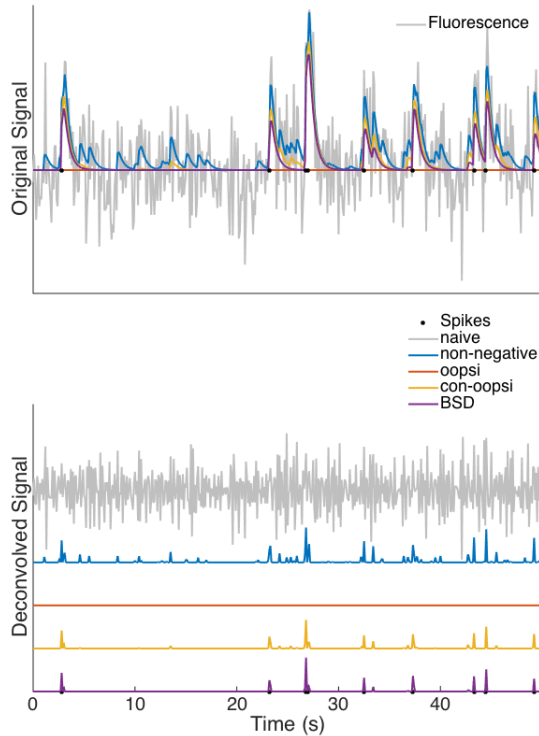 Fluorescence
Original Signal
Spikes
naive
non-negative
oopsi
con-oopsi
BSD
Deconvolved Signal
0 10 20 30 40
Time (s)